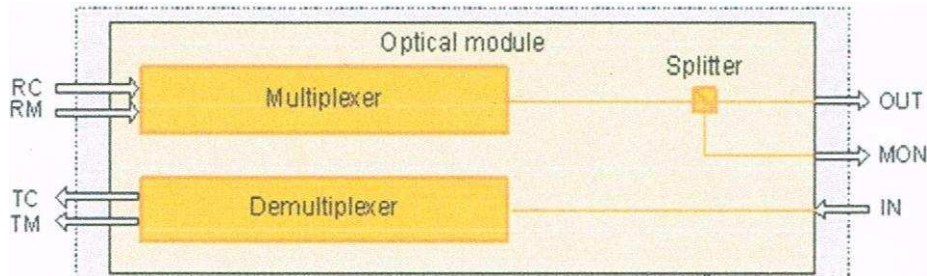 Optical module
Splitter
RC
RM
Multiplexer
OUT
MON
TC
TM
Demultiplexer
IN